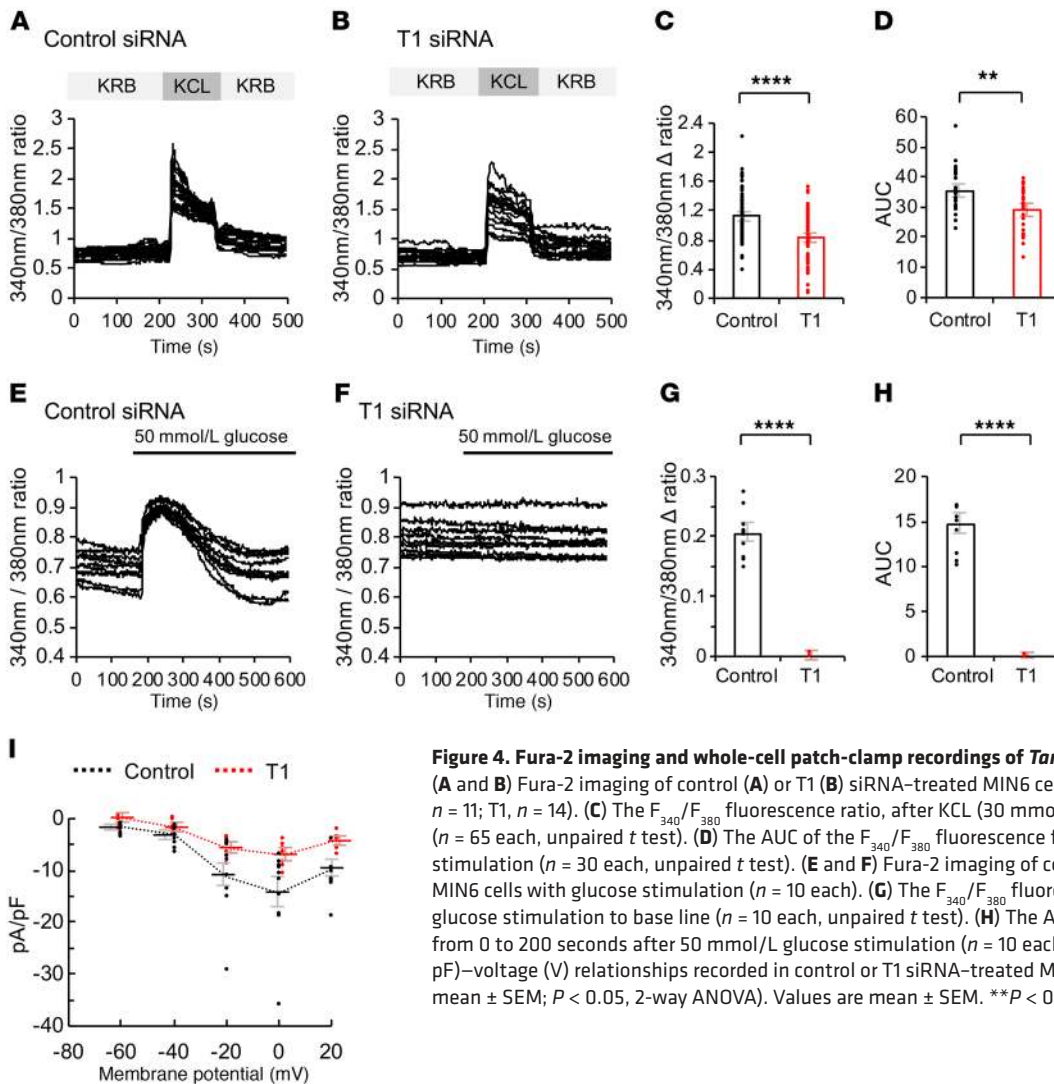 A
Control siRNA
KRB KCL KRB
340nm/380nm ratio
3
2.5
2
1.5
1
0.5
0
0 100 200 300 400 500
Time (s)
B
T1 siRNA
KRB KCL KRB
340nm/380nm ratio
3
2.5
2
1.5
1
0.5
0
0 100 200 300 400 500
Time (s)
C
****
340nm/380nm Δ ratio
2.4
2
1.6
1.2
0.8
0.4
0
Control T1
D
**
AUC
60
50
40
30
20
10
0
Control T1
E
Control siRNA
50 mmol/L glucose
340nm / 380nm ratio
1
0.9
0.8
0.7
0.6
0.5
0.4
0 100 200 300 400 500 600
Time (s)
F
T1 siRNA
50 mmol/L glucose
340nm / 380nm ratio
1
0.9
0.8
0.7
0.6
0.5
0.4
0 100 200 300 400 500 600
Time (s)
G
****
340nm/380nm Δ ratio
0.3
0.2
0.1
0
Control T1
H
****
AUC
20
15
10
5
0
Control T1
I
Control T1
pA/pF
0
-10
-20
-30
-40
-80 -60 -40 -20 0 20
Membrane potential (mV)
Figure 4. Fura-2 imaging and whole-cell patch-clamp recordings of Tar
(A and B) Fura-2 imaging of control (A) or T1 (B) siRNA–treated MIN6 ce
n = 11; T1, n = 14). (C) The F340/F380 fluorescence ratio, after KCL (30 mmo
(n = 65 each, unpaired t test). (D) The AUC of the F340/F380 fluorescence f
stimulation (n = 30 each, unpaired t test). (E and F) Fura-2 imaging of co
MIN6 cells with glucose stimulation (n = 10 each). (G) The F340/F380 fluore
glucose stimulation to base line (n = 10 each, unpaired t test). (H) The A
from 0 to 200 seconds after 50 mmol/L glucose stimulation (n = 10 each
pF)–voltage (V) relationships recorded in control or T1 siRNA–treated M
mean ± SEM; P < 0.05, 2-way ANOVA). Values are mean ± SEM. **P < 0